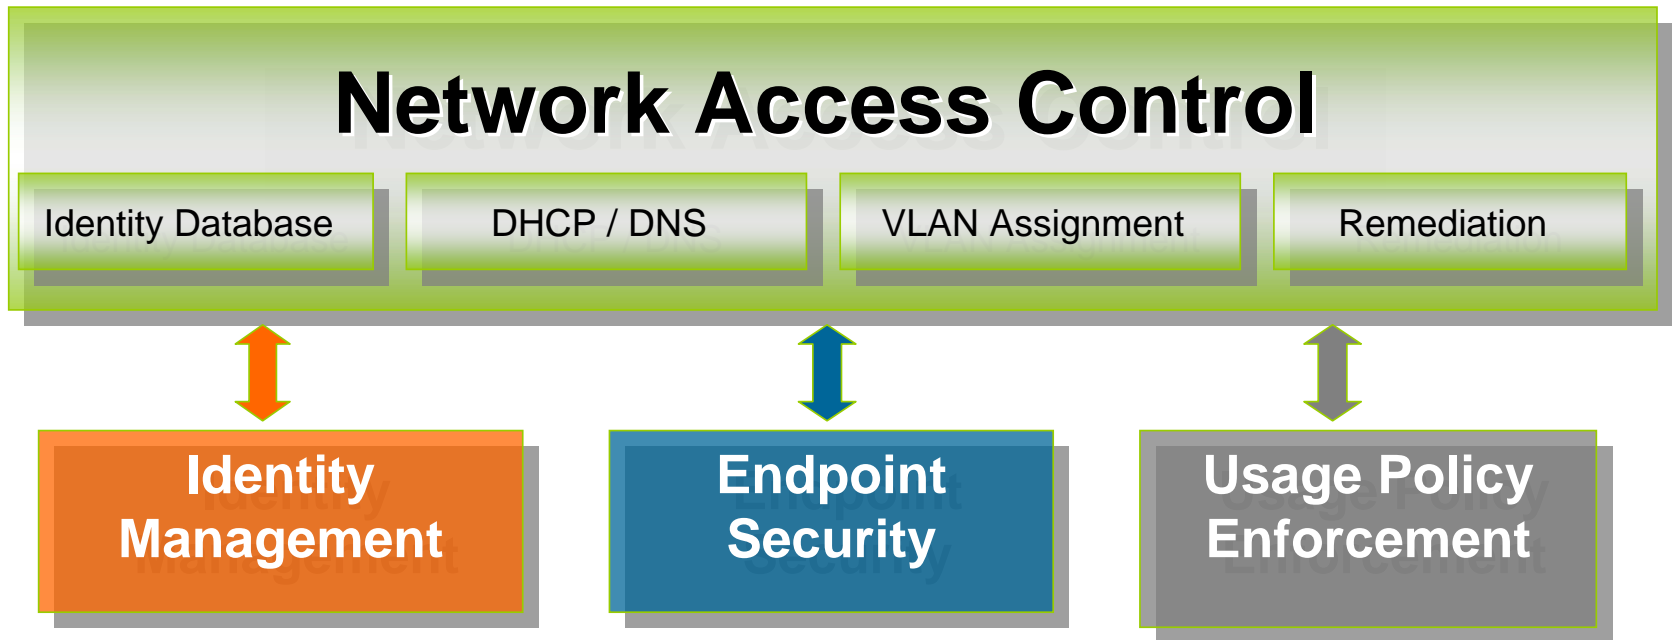 Network Access Control
Identity Database
DHCP / DNS
VLAN Assignment
Remediation
Identity
Management
Endpoint
Security
Usage Policy
Enforcement